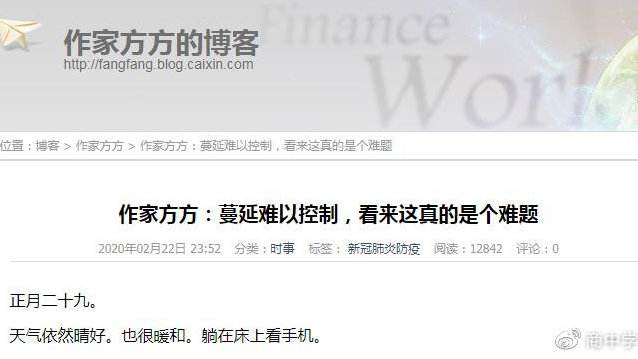 Finance
作家方方的博客
World
http://fangfang.blog.caixin.com
位置：博客 > 作家方方 > 作家方方：蔓延难以控制，看来这真的是个难题
作家方方：蔓延难以控制，看来这真的是个难题
2020年02月22日 23:52 分类：时事 标签： 新冠肺炎防疫 阅读：12842 评论：0
正月二十九。
天气依然晴好。也很暖和。躺在床上看手机。
商中学